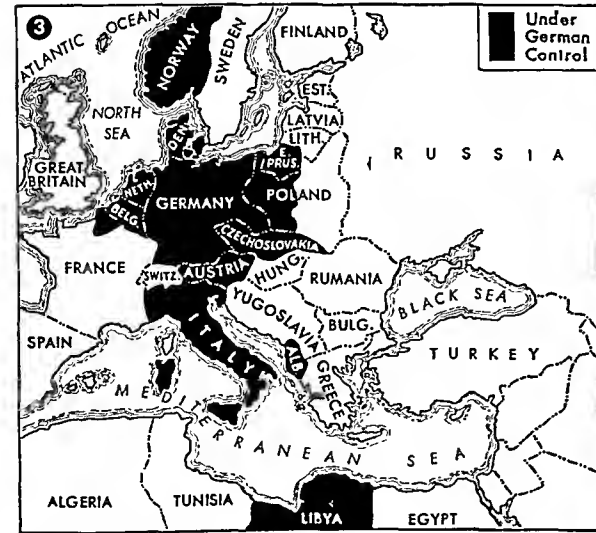 3
Under
German
Control
ATLANTIC OCEAN
NORWAY
SWEDEN
FINLAND
NORTH
SEA
EST.
LATVIA
LITH.
DEN.
E.
PRUS.
RUSSIA
GREAT
BRITAIN
NETH.
BELG.
GERMANY
POLAND
CZECHOSLOVAKIA
FRANCE
SWITZ.
AUSTRIA
HUNG.
RUMANIA
YUGOSLAVIA
BLACK SEA
BULG.
ITALY
SPAIN
ALB.
GREECE
TURKEY
MEDITERRANEAN SEA
ALGERIA
TUNISIA
LIBYA
EGYPT